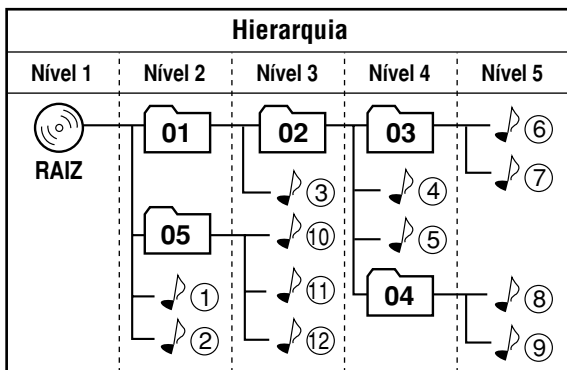 Hierarquia
Nível 1 Nível 2 Nível 3 Nível 4 Nível 5
01 02 03 ⑥
RAIZ ③ ④ ⑦
05 ⑩ ⑤
① ⑪ 04 ⑧
② ⑫ ⑨